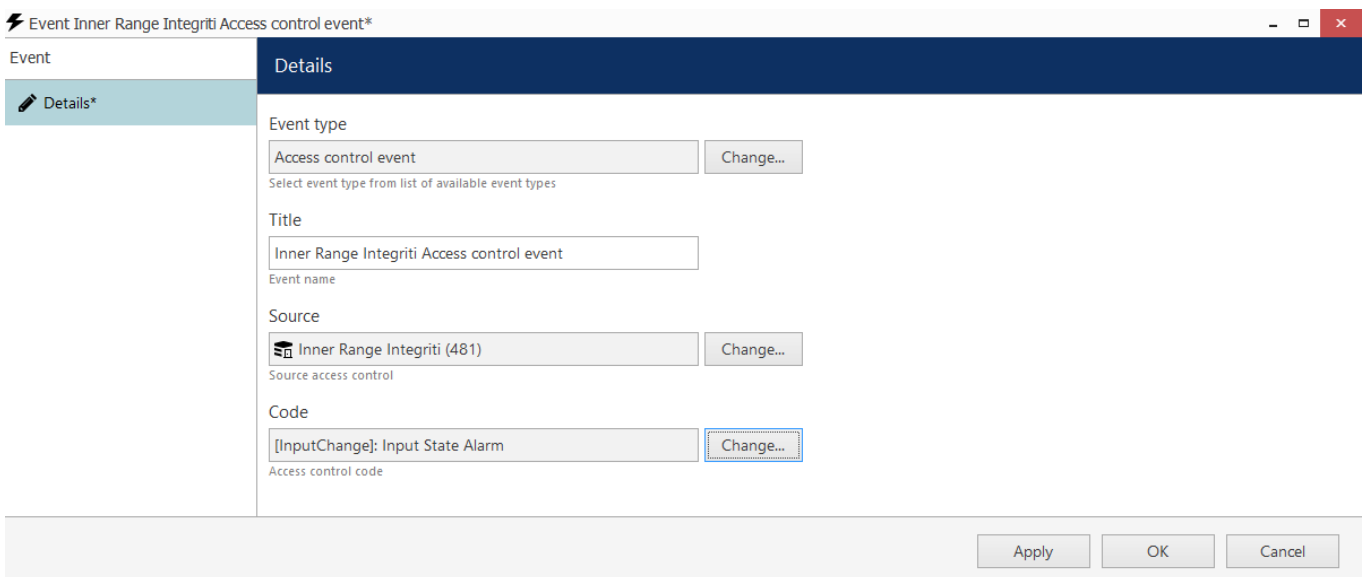 Event Inner Range Integriti Access control event*
Event
Details
Details*
Event type
Access control event
Change...
Select event type from list of available event types
Title
Inner Range Integriti Access control event
Event name
Source
Inner Range Integriti (481)
Change...
Source access control
Code
[InputChange]: Input State Alarm
Change...
Access control code
Apply
OK
Cancel